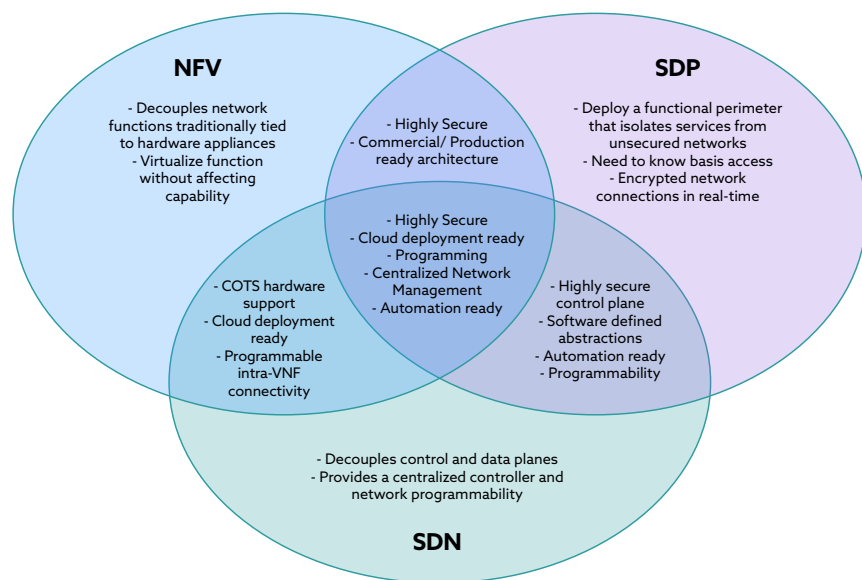 NFV
- Decouples network
functions traditionally tied
to hardware appliances
- Virtualize function
without affecting
capability
- Highly Secure
- Commercial/ Production
ready architecture
SDP
- Deploy a functional perimeter
that isolates services from
unsecured networks
- Need to know basis access
- Encrypted network
connections in real-time
- Highly Secure
- Cloud deployment ready
- Programming
- Centralized Network
Management
- Automation ready
- COTS hardware
support
- Cloud deployment
ready
- Programmable
intra-VNF
connectivity
- Highly secure
control plane
- Software defined
abstractions
- Automation ready
- Programmability
- Decouples control and data planes
- Provides a centralized controller and
network programmability
SDN